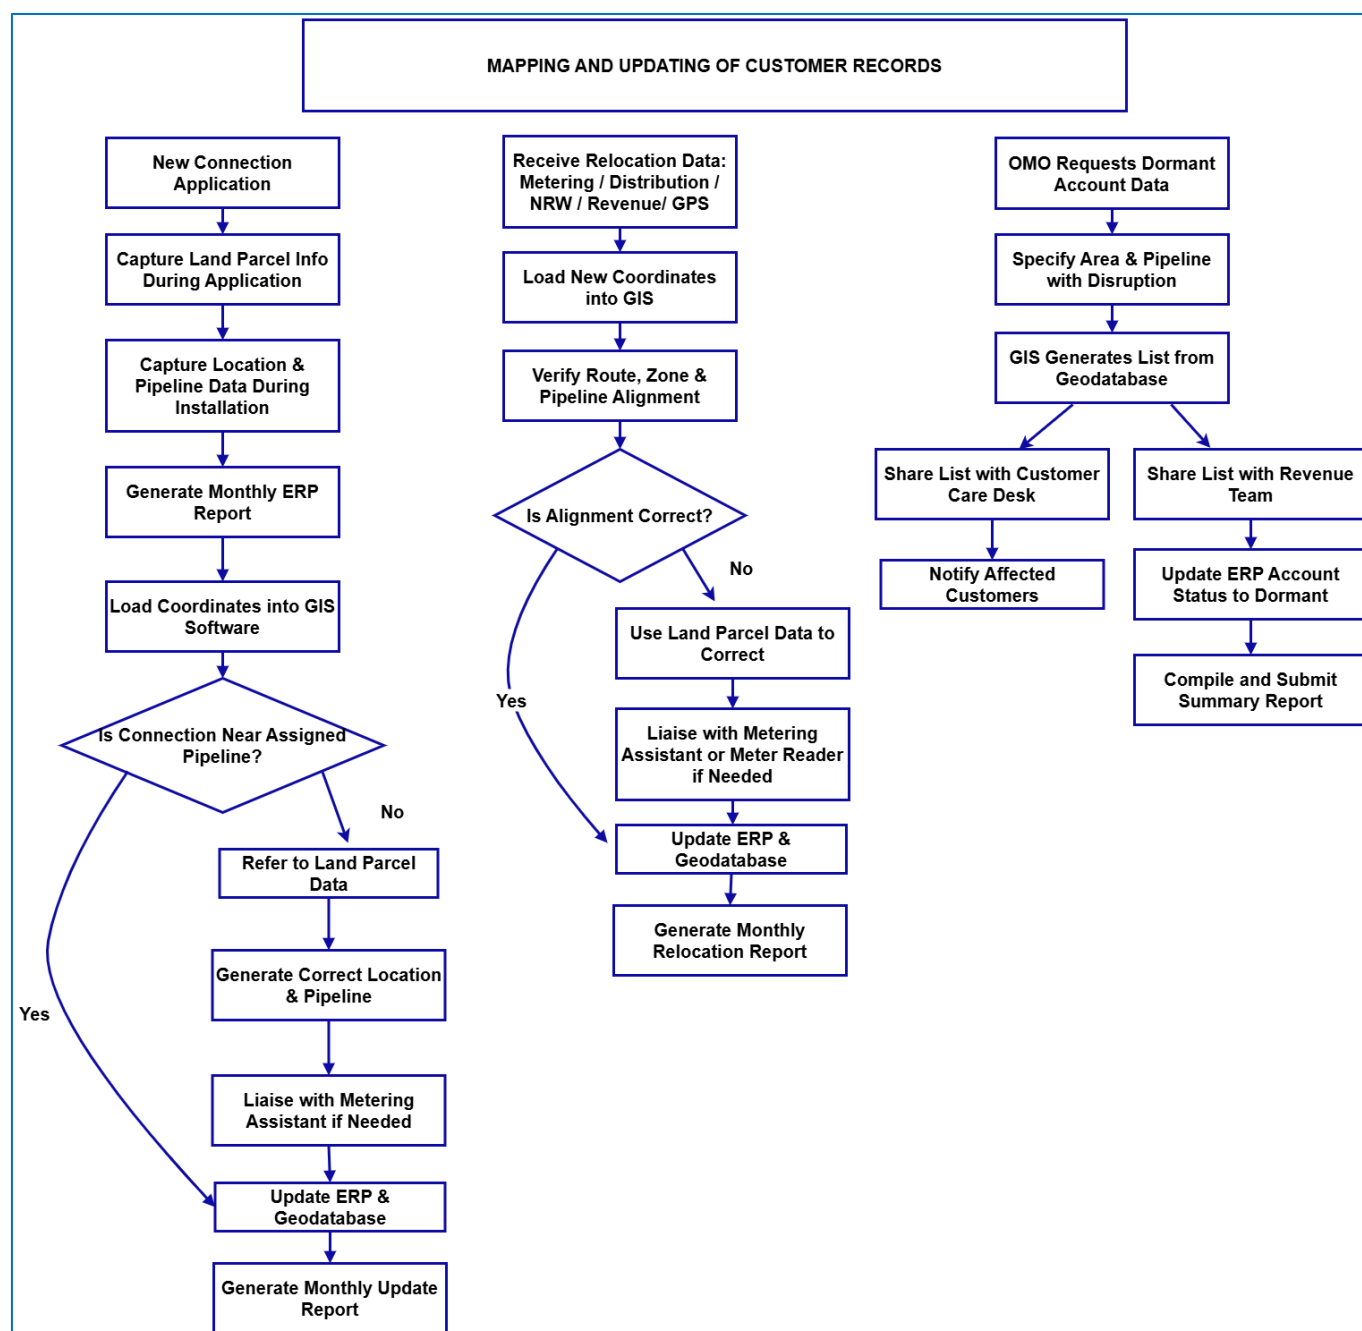 MAPPING AND UPDATING OF CUSTOMER RECORDS
New Connection
Application
Capture Land Parcel Info
During Application
Capture Location &
Pipeline Data During
Installation
Generate Monthly ERP
Report
Load Coordinates into GIS
Software
Is Connection Near Assigned
Pipeline?
No
Yes
Refer to Land Parcel
Data
Generate Correct Location
& Pipeline
Liaise with Metering
Assistant if Needed
Update ERP &
Geodatabase
Generate Monthly Update
Report
Receive Relocation Data:
Metering / Distribution /
NRW / Revenue/ GPS
Load New Coordinates
into GIS
Verify Route, Zone &
Pipeline Alignment
Is Alignment Correct?
No
Yes
Use Land Parcel Data to
Correct
Liaise with Metering
Assistant or Meter Reader
if Needed
Update ERP &
Geodatabase
Generate Monthly
Relocation Report
OMO Requests Dormant
Account Data
Specify Area & Pipeline
with Disruption
GIS Generates List from
Geodatabase
Share List with Customer
Care Desk
Notify Affected
Customers
Share List with Revenue
Team
Update ERP Account
Status to Dormant
Compile and Submit
Summary Report